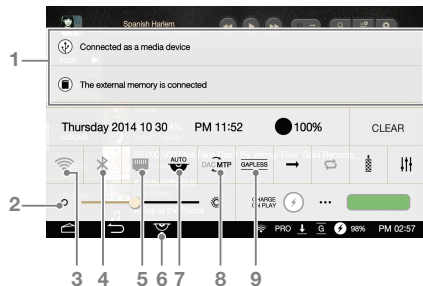 Spanish Harlem
1
Connected as a media device
The external memory is connected
Thursday 2014 10 30 PM 11:52 100% CLEAR
AUTO DAC MTP GAPLESS
2
CHARGE ON PLAY
PRO G 98% PM 02:57
3 4 5 6 7 8 9